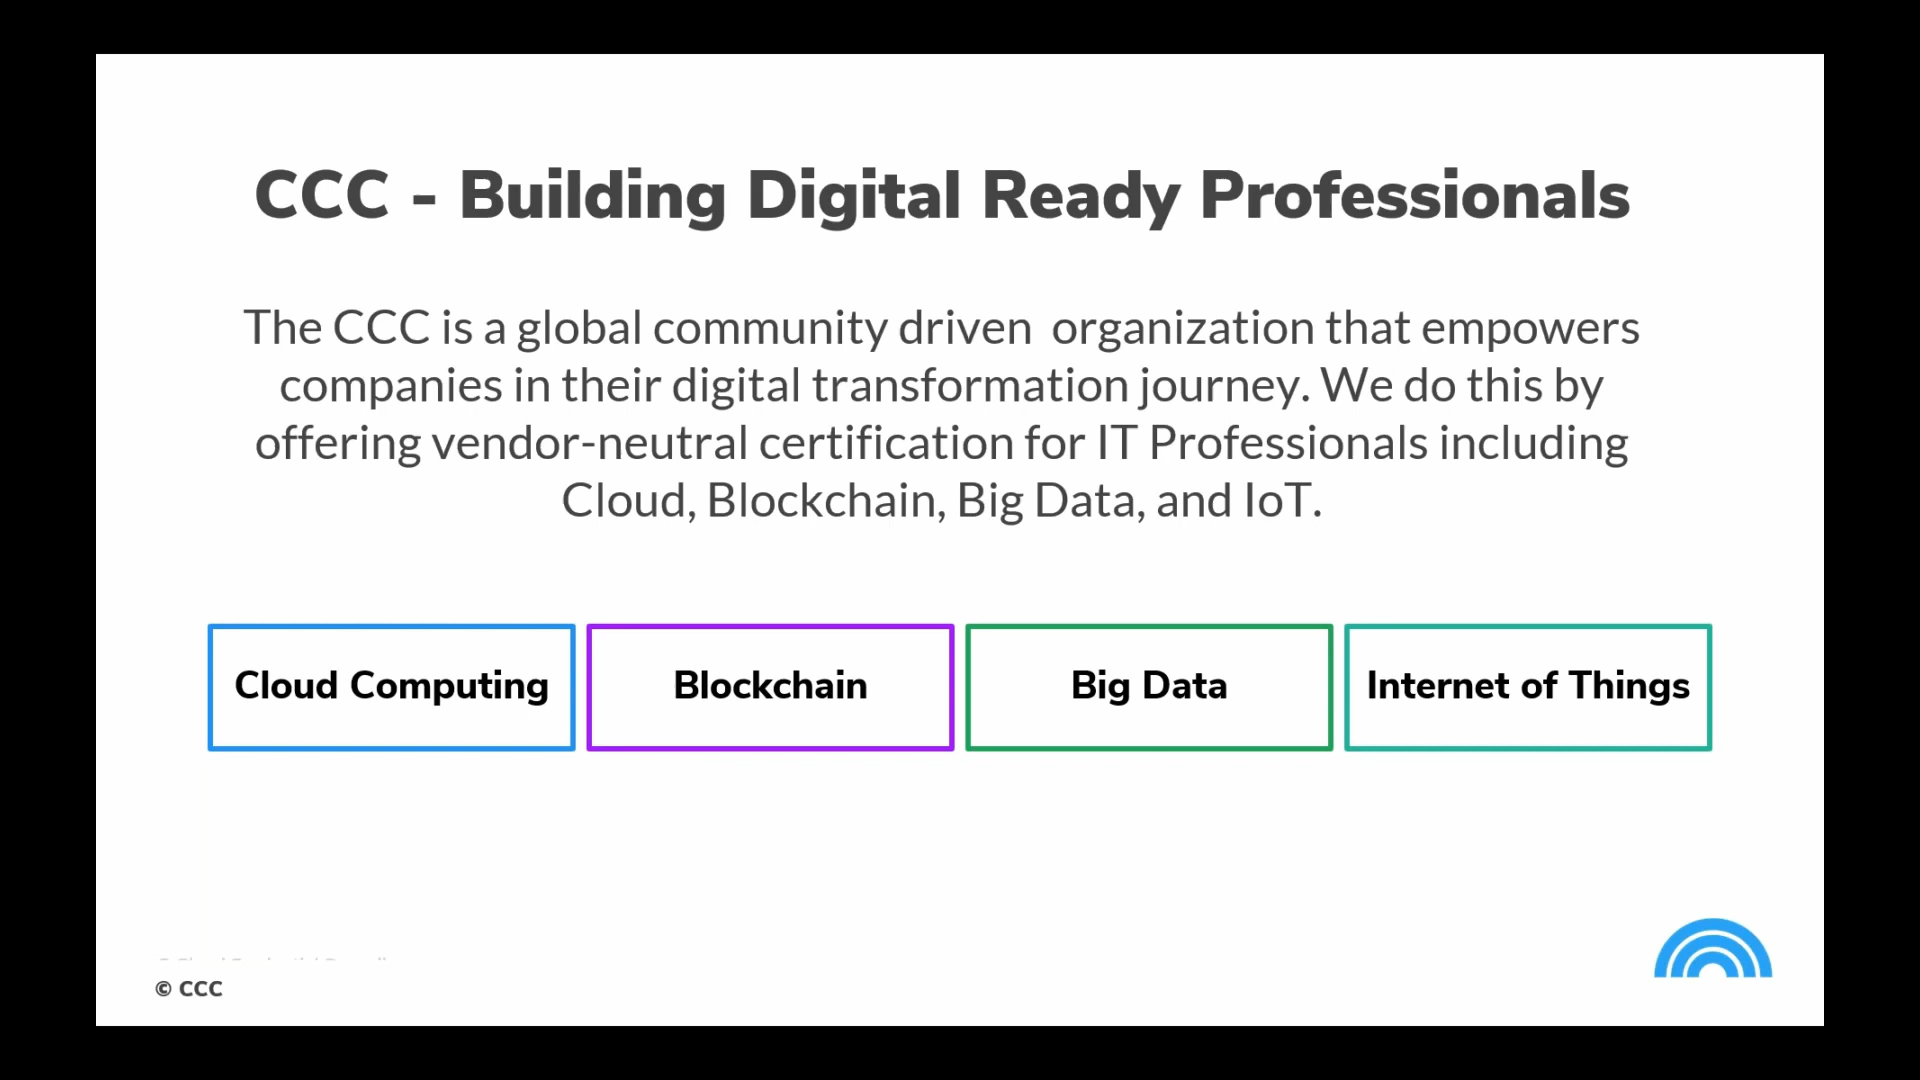 CCC - Building Digital Ready Professionals
The CCC is a global community driven organization that empowers
companies in their digital transformation journey. We do this by
offering vendor-neutral certification for IT Professionals including
Cloud, Blockchain, Big Data, and IoT.
Cloud Computing
Blockchain
Big Data
Internet of Things
© CCC